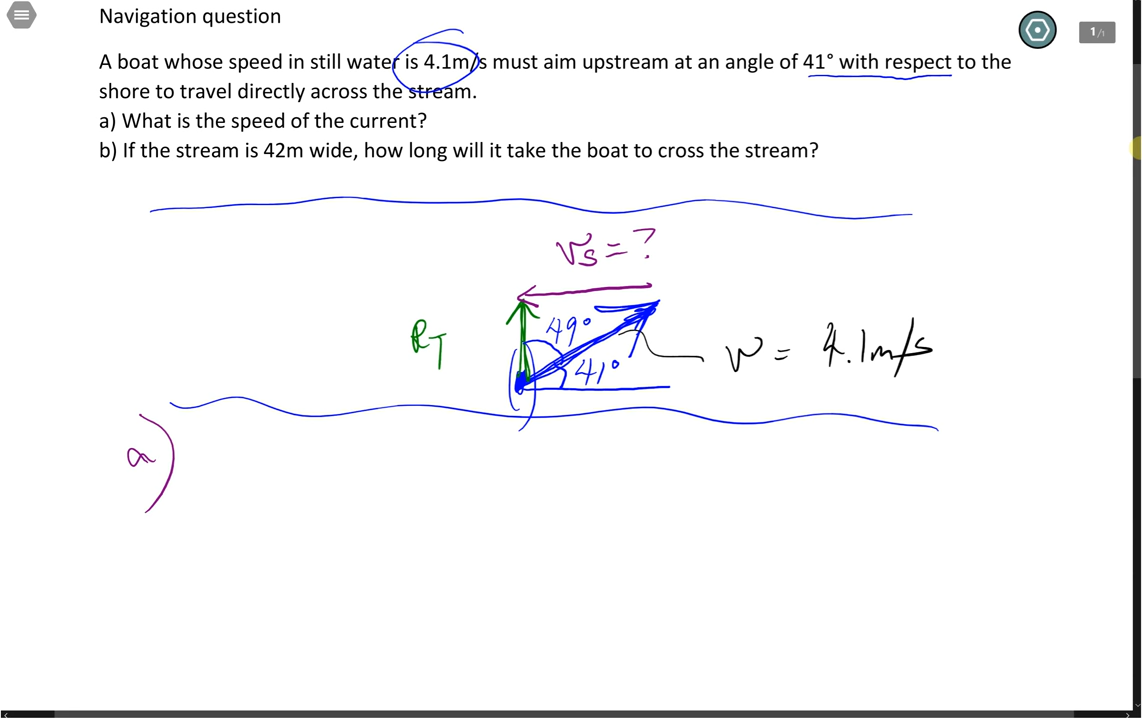 Navigation question
1/1
A boat whose speed in still water is 4.1m/s must aim upstream at an angle of 41° with respect to the
shore to travel directly across the stream.
a) What is the speed of the current?
b) If the stream is 42m wide, how long will it take the boat to cross the stream?
Vs = ?
49°
RT
41°
W = 4.1m/s
a)